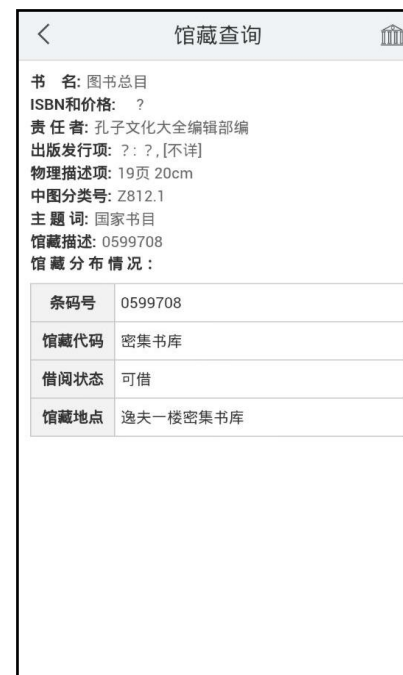 馆藏查询
书 名: 图书总目
ISBN和价格: ?
责 任 者: 孔子文化大全编辑部编
出版发行项: ? : ? , [不详]
物理描述项: 19页 20cm
中图分类号: Z812.1
主 题 词: 国家书目
馆藏描述: 0599708
馆 藏 分 布 情 况 :
条码号 0599708
馆藏代码 密集书库
借阅状态 可借
馆藏地点 逸夫一楼密集书库